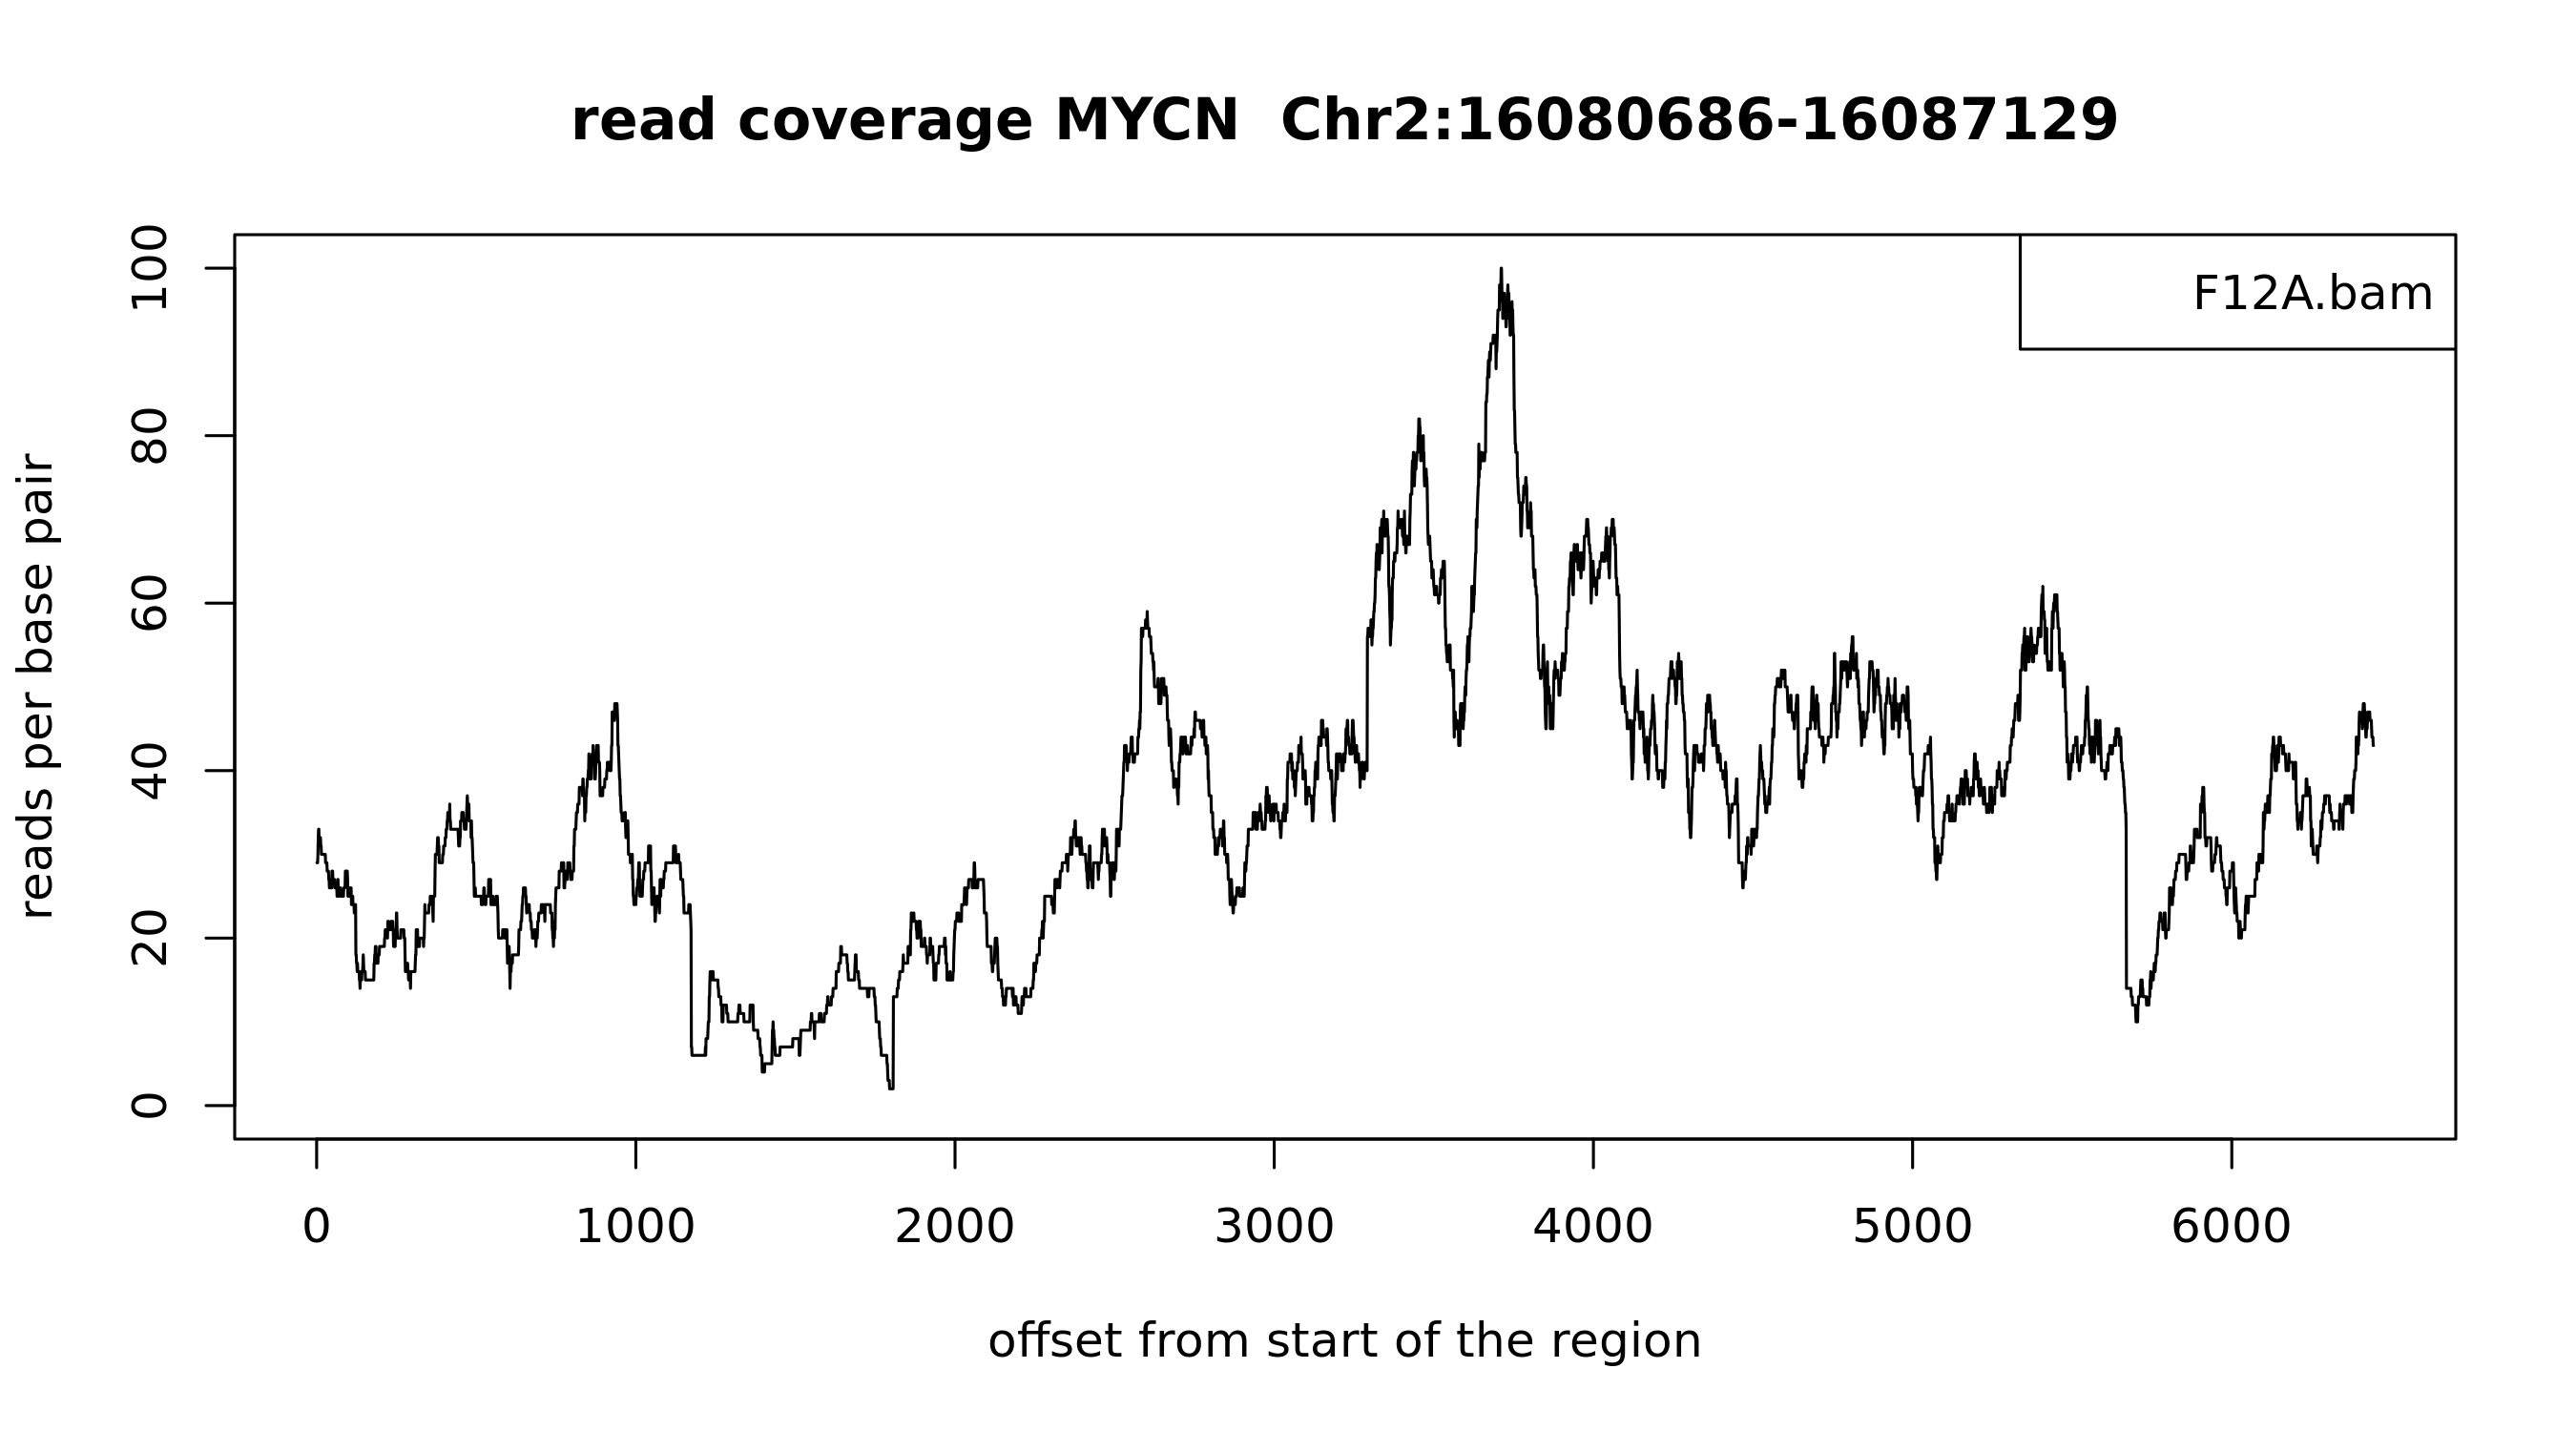 read coverage MYCN  Chr2:16080686-16087129
F12A.bam
reads per base pair
100
80
60
40
20
0
0 1000 2000 3000 4000 5000 6000
offset from start of the region